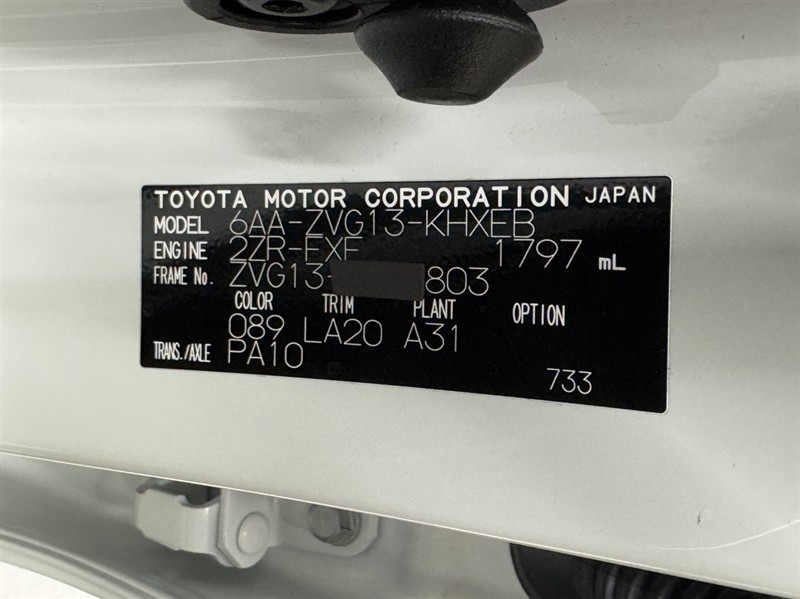 TOYOTA MOTOR CORPORATION JAPAN
MODEL 6AA-ZVG13-KHXEB
ENGINE 2ZR-FXE 1797 mL
FRAME No. ZVG13- 803
COLOR TRIM PLANT OPTION
089 LA20 A31
TRANS./AXLE PA10
733